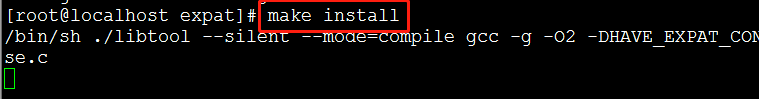 [root@localhost expat]# make install
/bin/sh ./libtool --silent --mode=compile gcc -g -O2 -DHAVE_EXPAT_CON
se.c